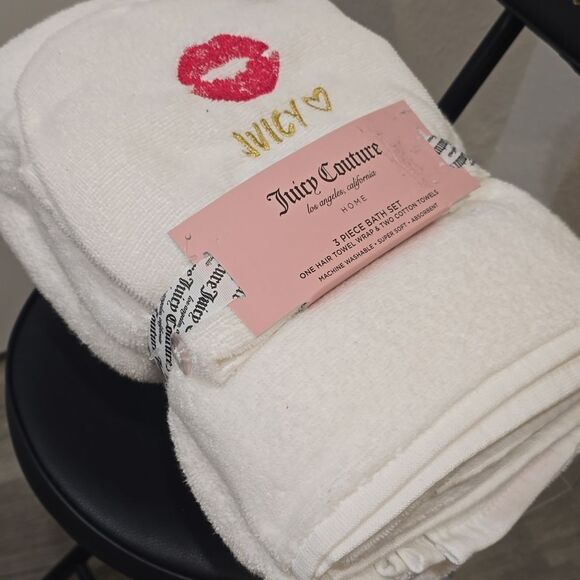 JUICY ♡
Juicy Couture
los angeles, california
HOME
3 PIECE BATH SET
ONE HAIR TOWEL WRAP & TWO COTTON TOWELS
MACHINE WASHABLE • SUPER SOFT • ABSORBENT
Juicy Couture